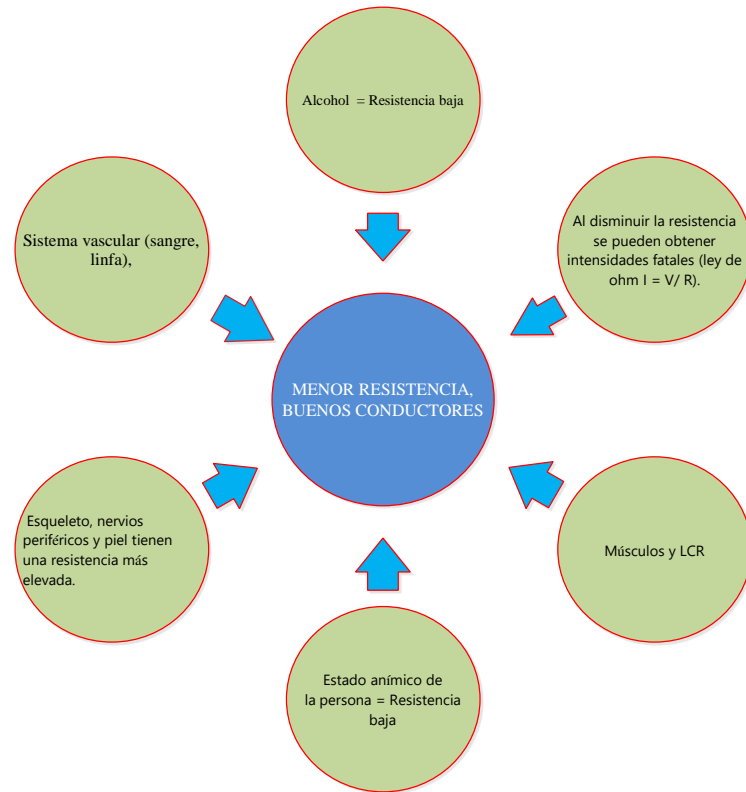 Alcohol = Resistencia baja
Al disminuir la resistencia
se pueden obtener
intensidades fatales (ley de
ohm I = V/ R).
Músculos y LCR
Estado anímico de
la persona = Resistencia
baja
Esqueleto, nervios
periféricos y piel tienen
una resistencia más
elevada.
Sistema vascular (sangre,
linfa),
MENOR RESISTENCIA,
BUENOS CONDUCTORES